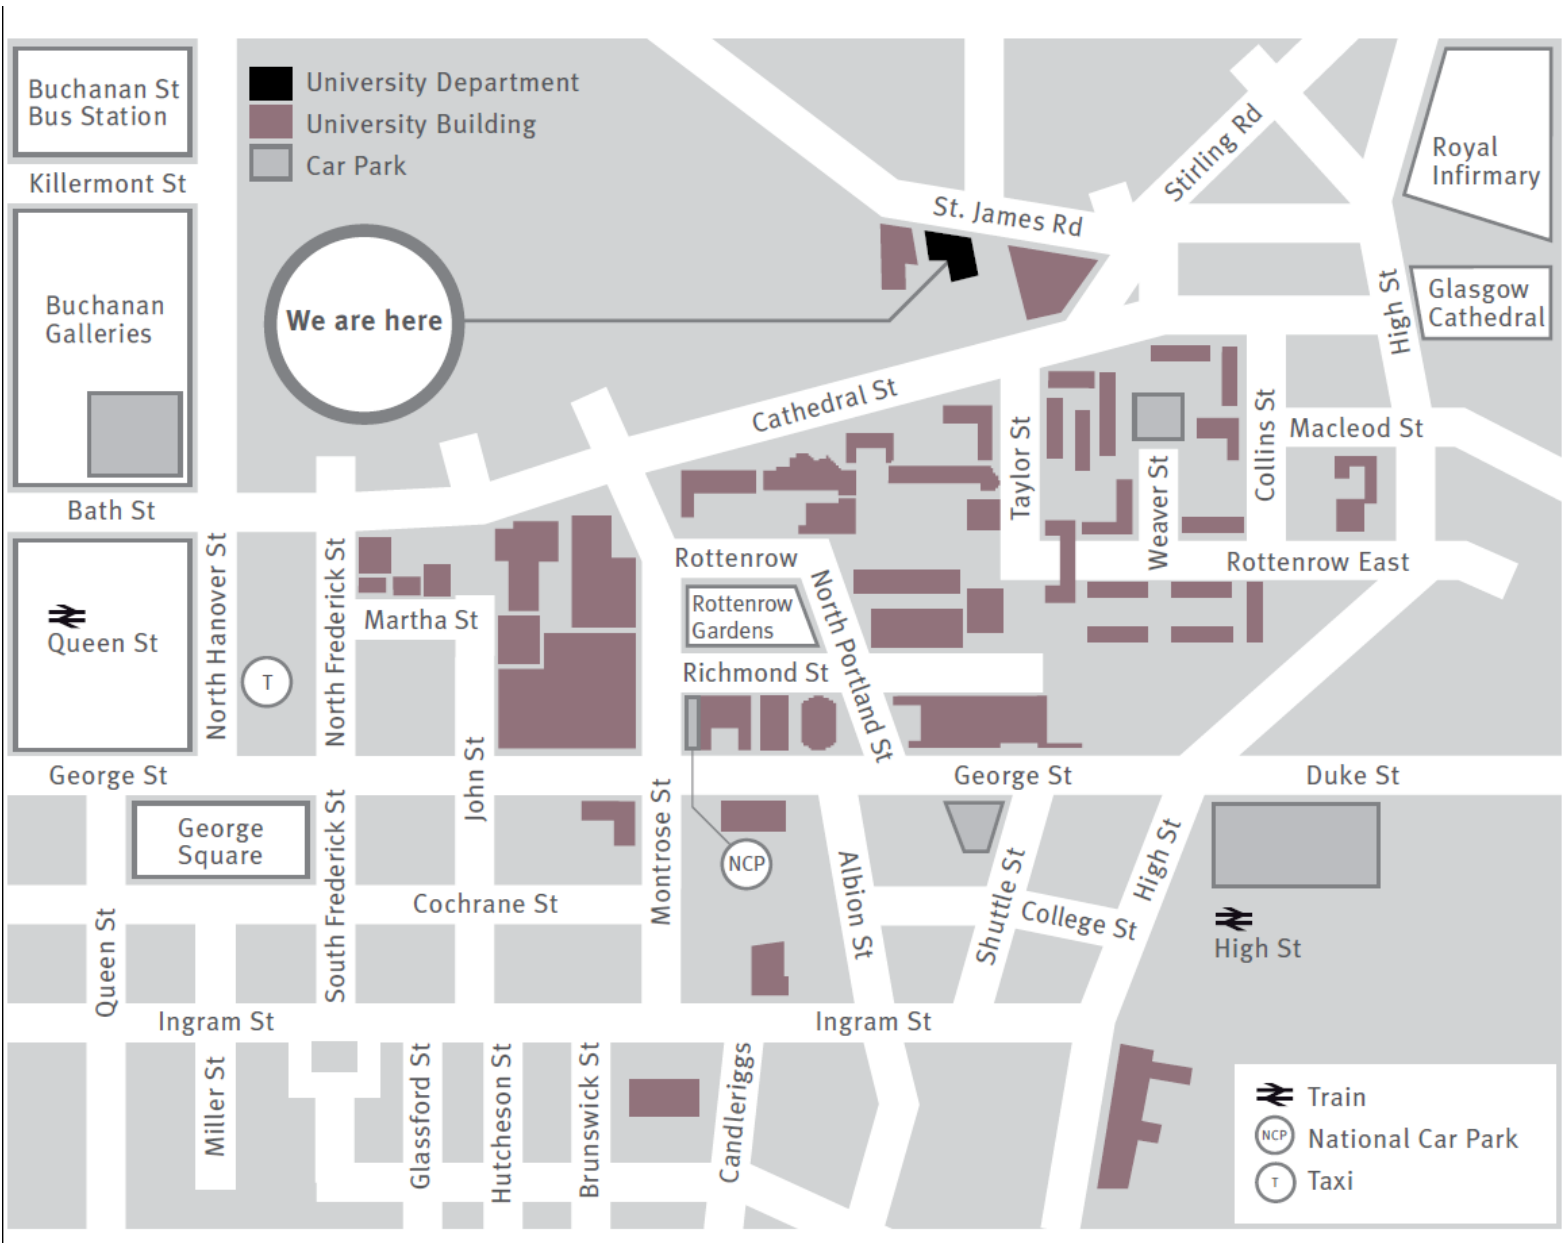 Buchanan St
Bus Station
Killermont St
Buchanan
Galleries
Bath St
University Department
University Building
Car Park
We are here
St. James Rd
Stirling Rd
Royal
Infirmary
Glasgow
Cathedral
High St
Cathedral St
Taylor St
Weaver St
Collins St
Macleod St
Rottenrow East
Rottenrow
Rottenrow
Gardens
North Portland St
Richmond St
Queen St
North Hanover St
T
North Frederick St
Martha St
John St
George St
George St
Duke St
George
Square
South Frederick St
Montrose St
NCP
Albion St
Shuttle St
College St
High St
High St
Cochrane St
Queen St
Ingram St
Ingram St
Miller St
Glassford St
Hutcheson St
Brunswick St
Candleriggs
Train
NCP National Car Park
T Taxi